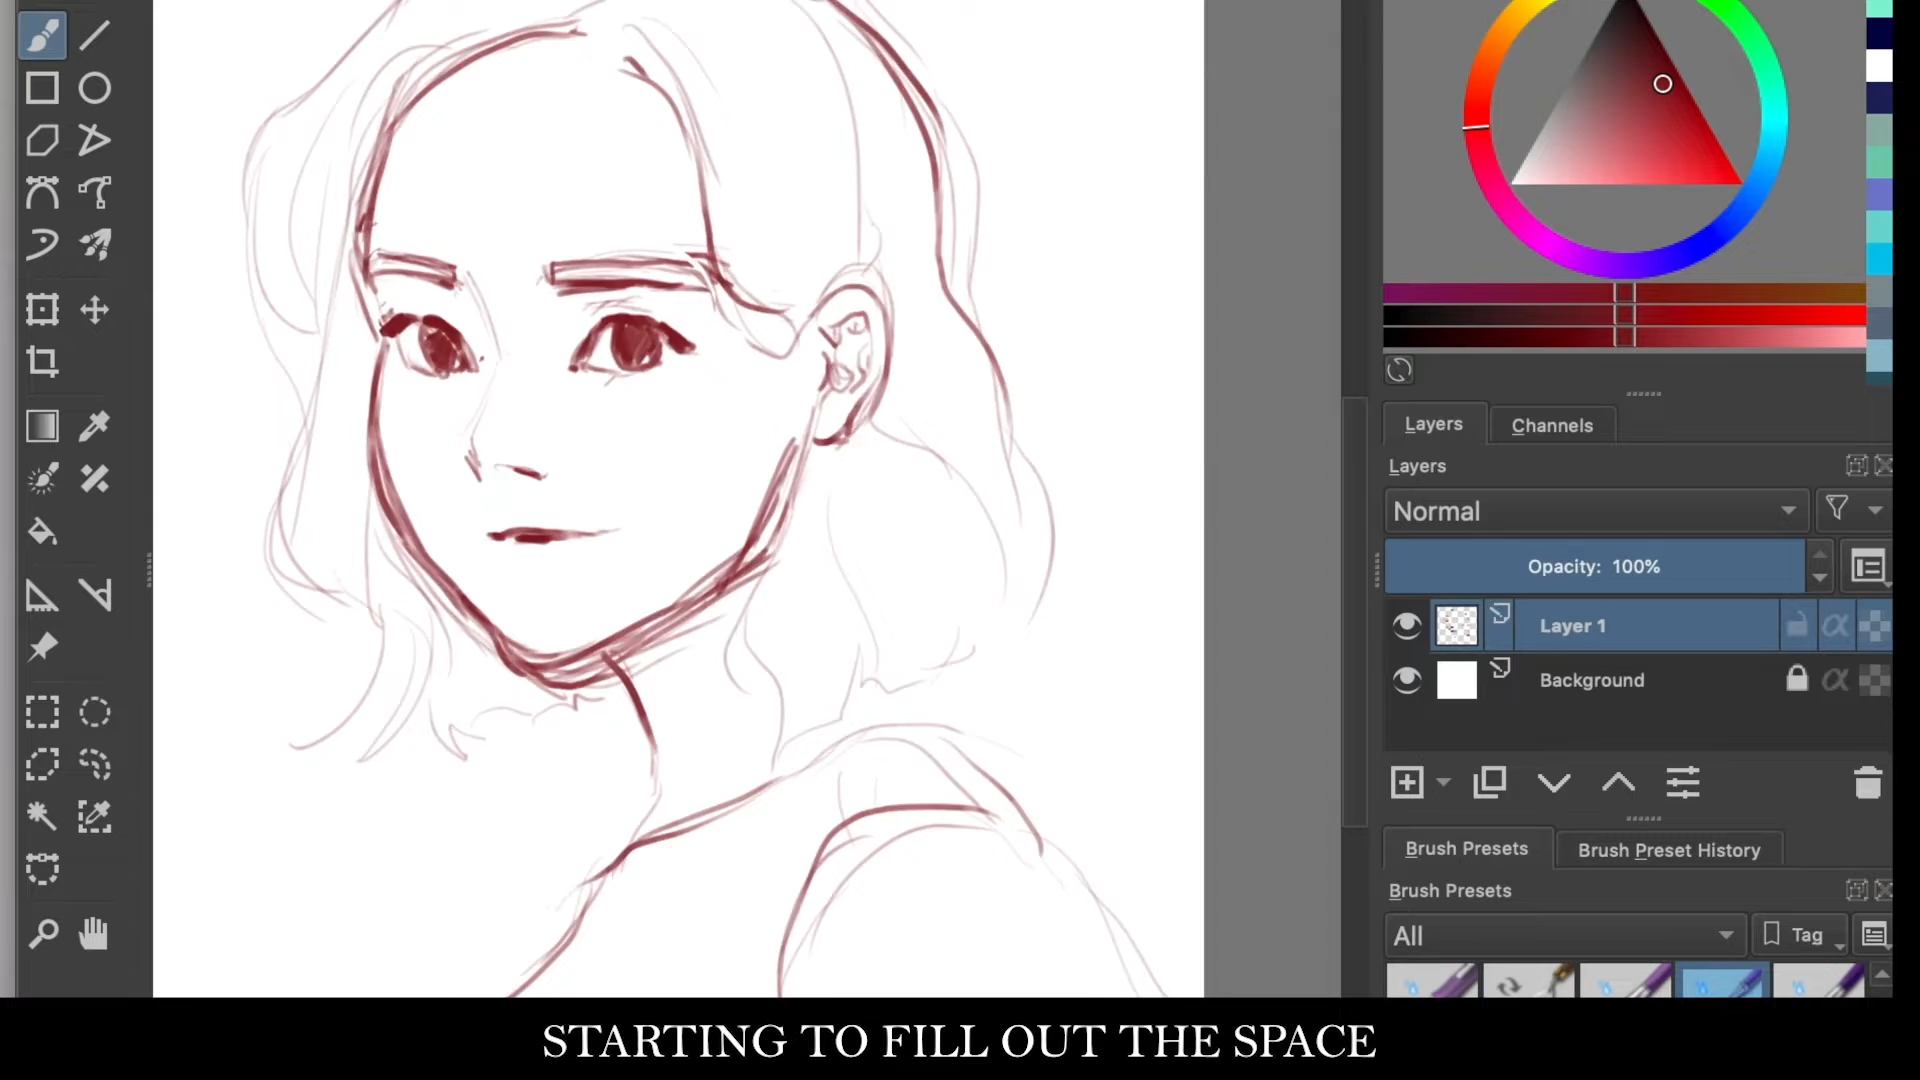 Layers
Channels
Layers
Normal
Opacity: 100%
Layer 1
Background
Brush Presets
Brush Preset History
Brush Presets
All
Tag
STARTING TO FILL OUT THE SPACE